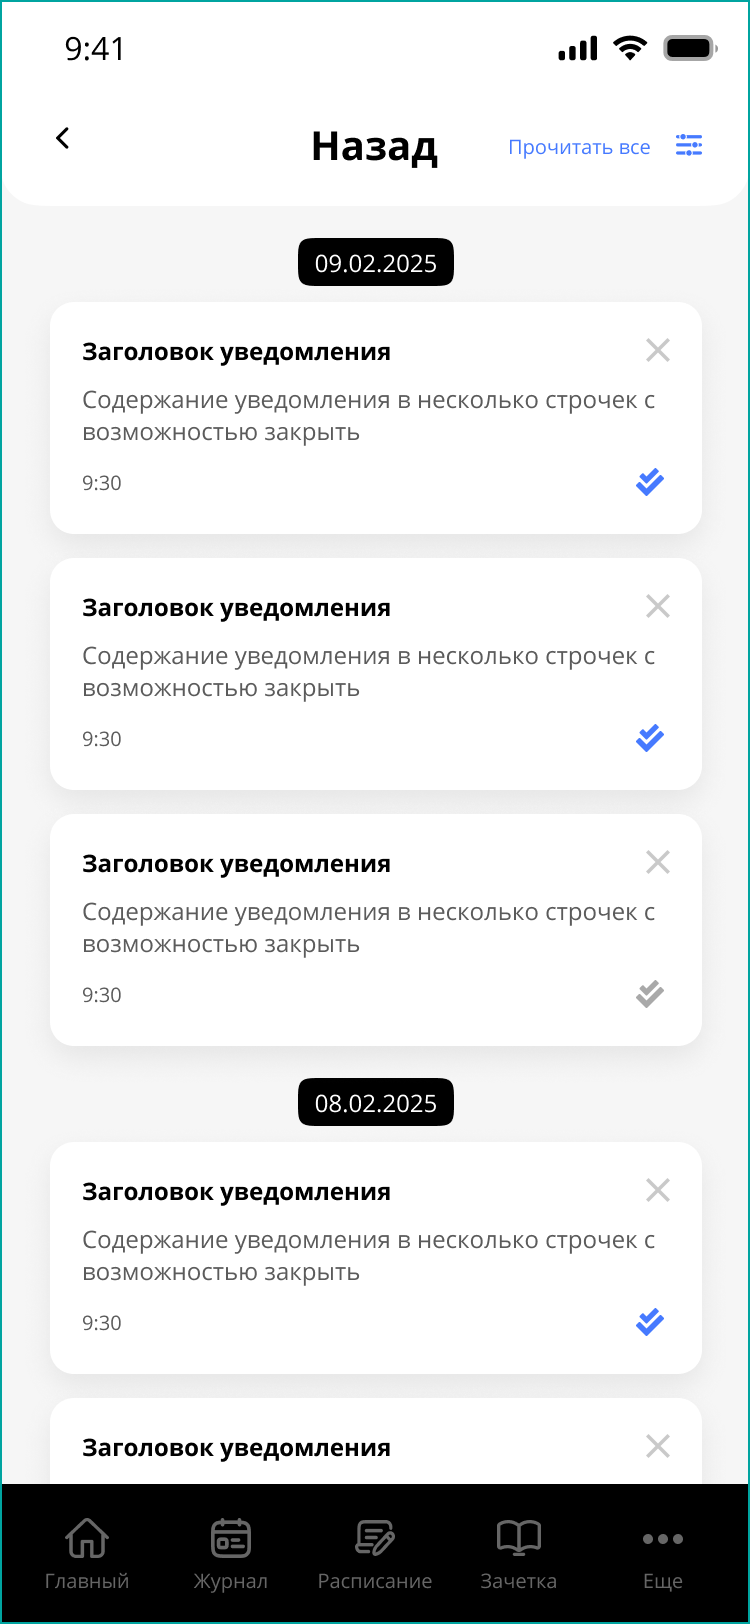 9:41
Назад
Прочитать все
09.02.2025
Заголовок уведомления
Содержание уведомления в несколько строчек с
возможностью закрыть
9:30
Заголовок уведомления
Содержание уведомления в несколько строчек с
возможностью закрыть
9:30
Заголовок уведомления
Содержание уведомления в несколько строчек с
возможностью закрыть
9:30
08.02.2025
Заголовок уведомления
Содержание уведомления в несколько строчек с
возможностью закрыть
9:30
Заголовок уведомления
Главный Журнал Расписание Зачетка Еще